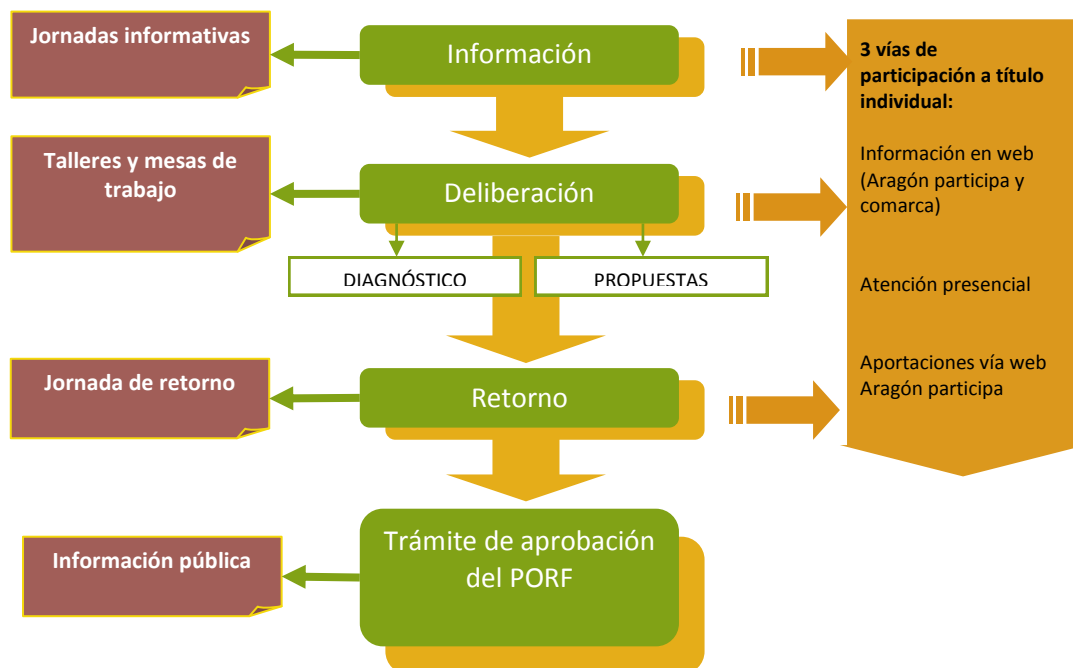 Jornadas informativas
Información
3 vías de
participación a título
individual:
Talleres y mesas de
trabajo
Deliberación
Información en web
(Aragón participa y
comarca)
DIAGNÓSTICO
PROPUESTAS
Atención presencial
Jornada de retorno
Retorno
Aportaciones vía web
Aragón participa
Información pública
Trámite de aprobación
del PORF